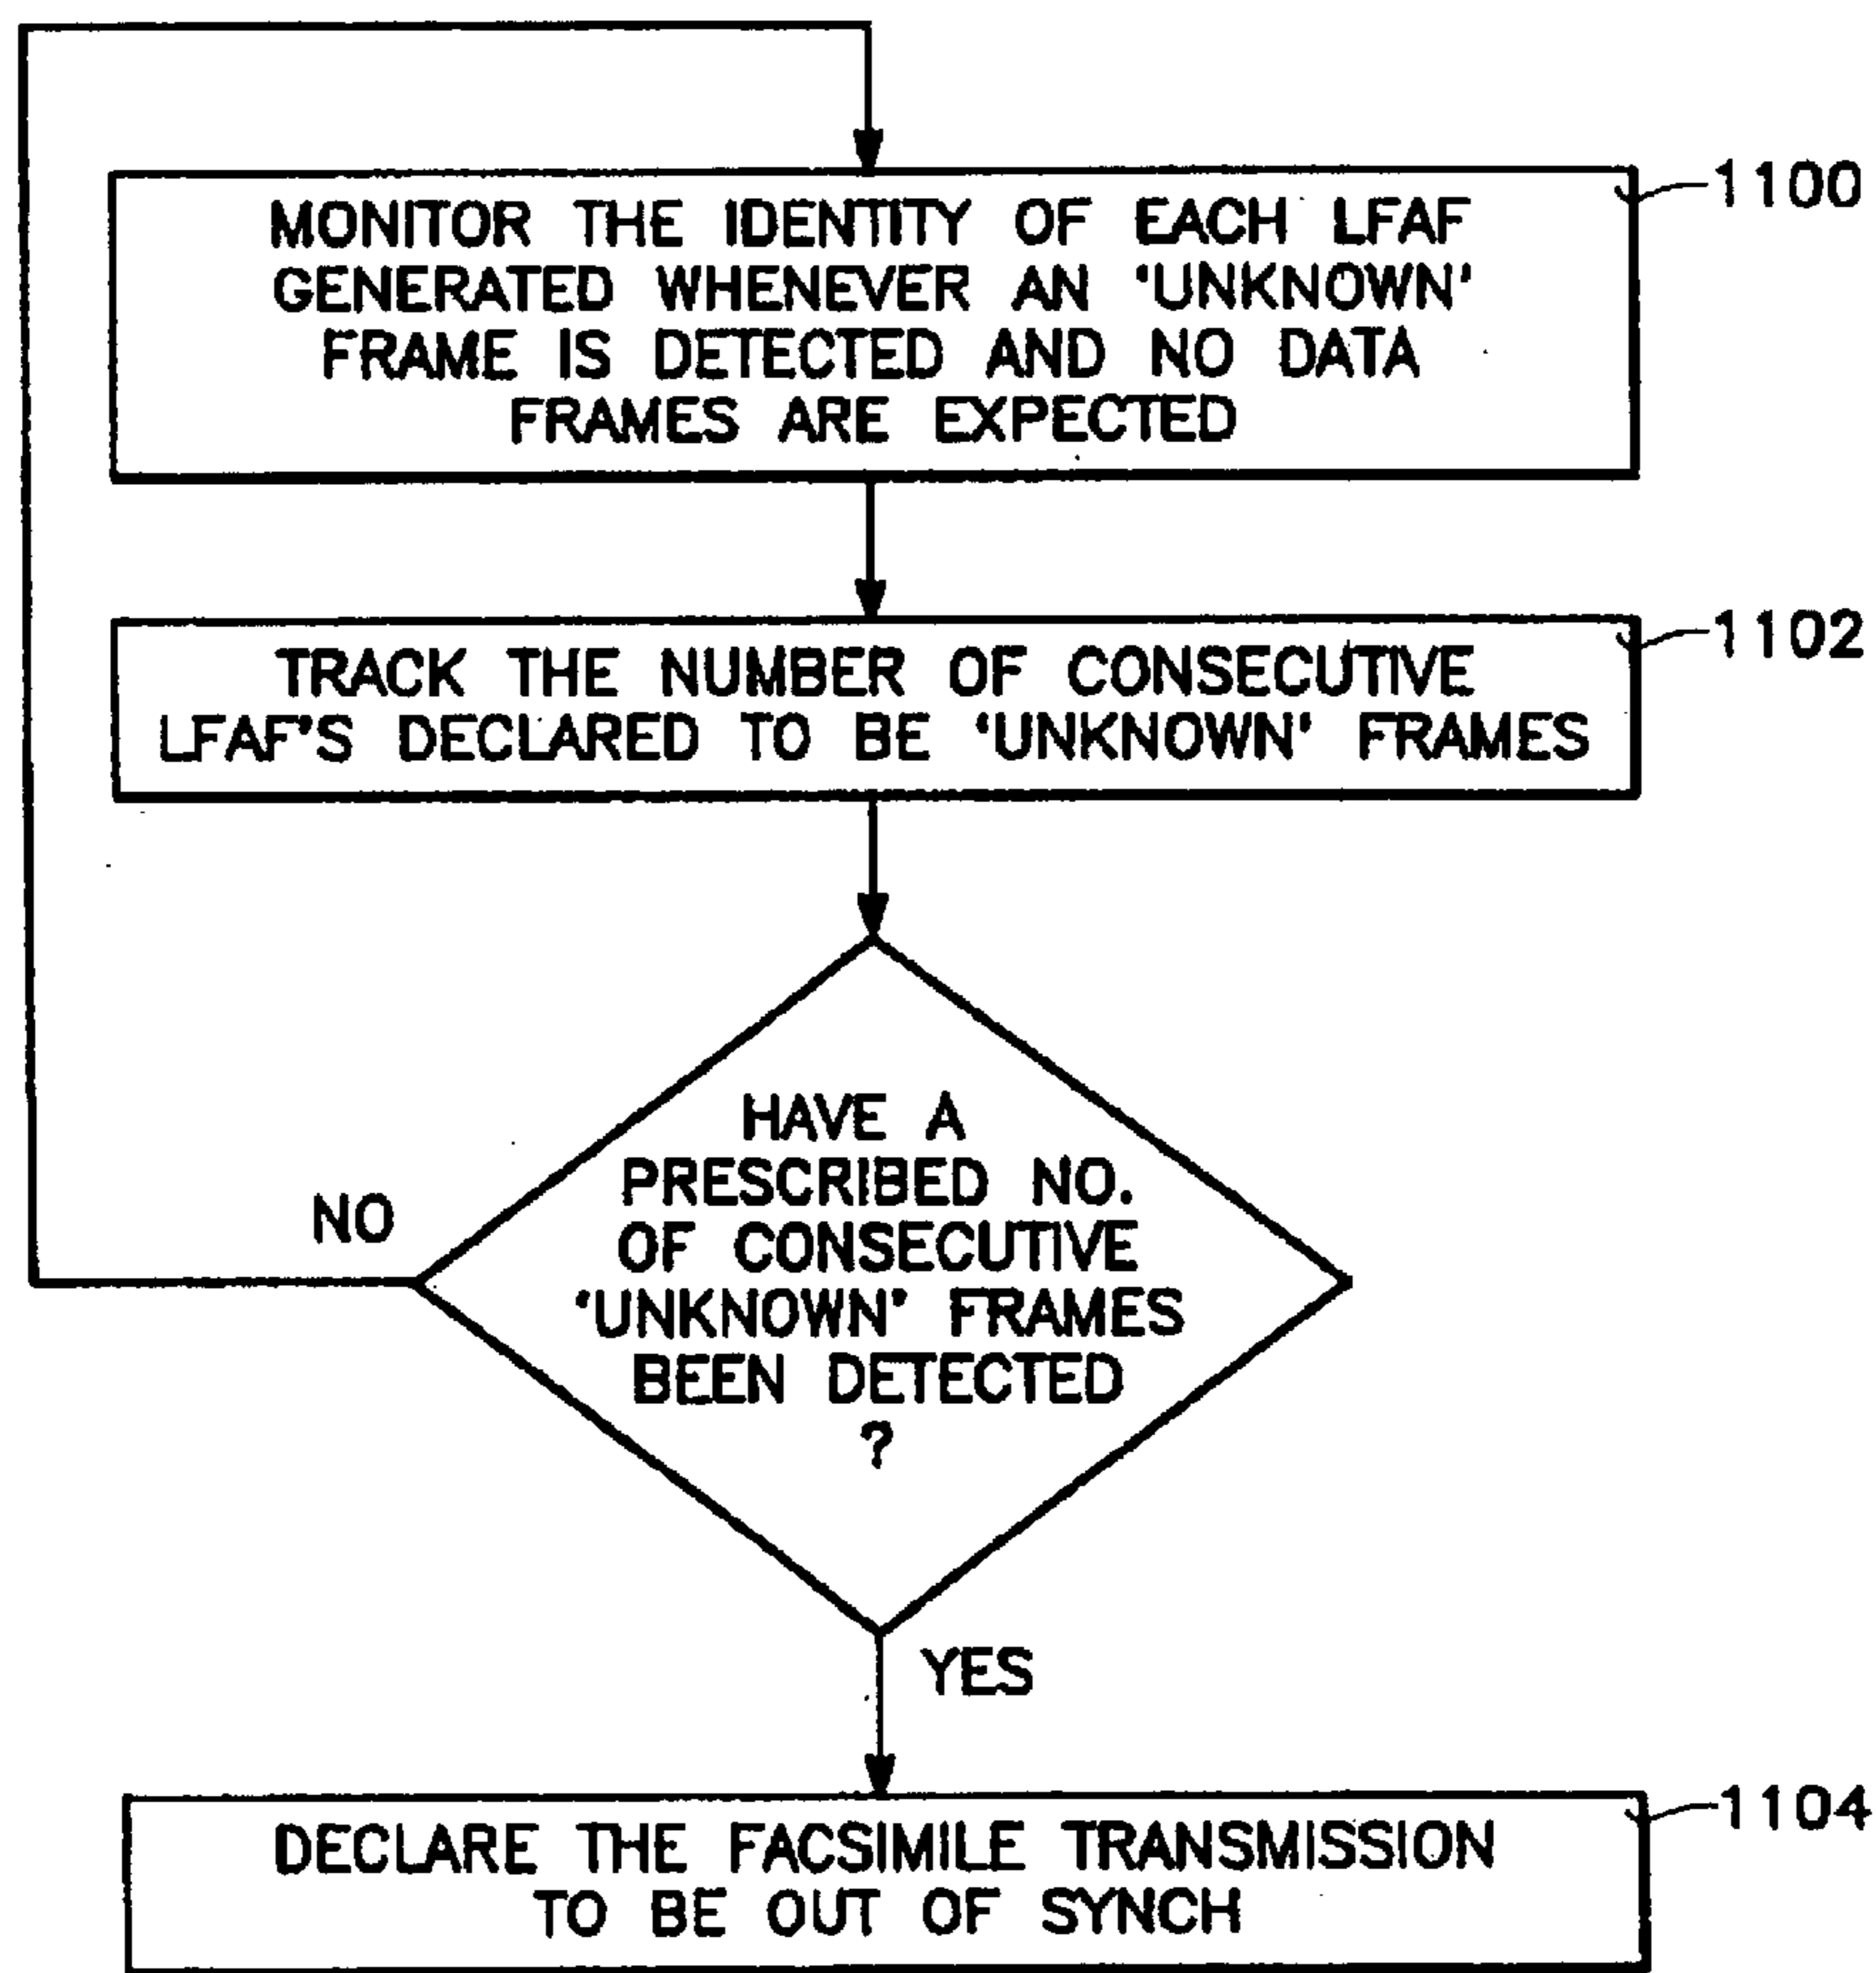 1100
MONITOR THE IDENTITY OF EACH LFAF
GENERATED WHENEVER AN 'UNKNOWN'
FRAME IS DETECTED AND NO DATA
FRAMES ARE EXPECTED
1102
TRACK THE NUMBER OF CONSECUTIVE
LFAF'S DECLARED TO BE 'UNKNOWN' FRAMES
HAVE A
PRESCRIBED NO.
OF CONSECUTIVE
'UNKNOWN' FRAMES
BEEN DETECTED
?
NO
YES
1104
DECLARE THE FACSIMILE TRANSMISSION
TO BE OUT OF SYNCH